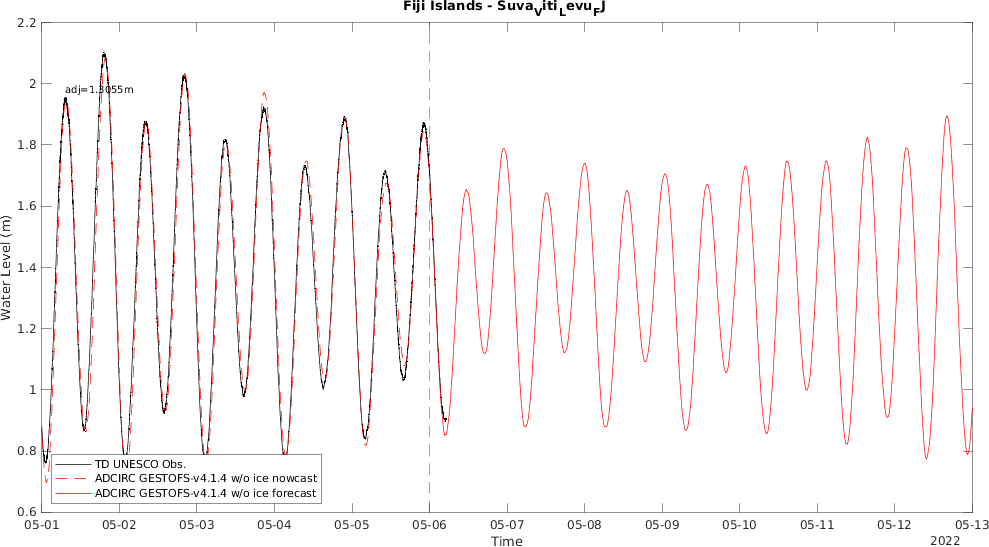 Fiji Islands - SuvaVitiLevuFJ
2.2
2
1.8
1.6
1.4
1.2
1
0.8
0.6
Water Level (m)
adj=1.3055m
TD UNESCO Obs.
ADCIRC GESTOFS-v4.1.4 w/o ice nowcast
ADCIRC GESTOFS-v4.1.4 w/o ice forecast
05-01 05-02 05-03 05-04 05-05 05-06 05-07 05-08 05-09 05-10 05-11 05-12 05-13
Time
2022